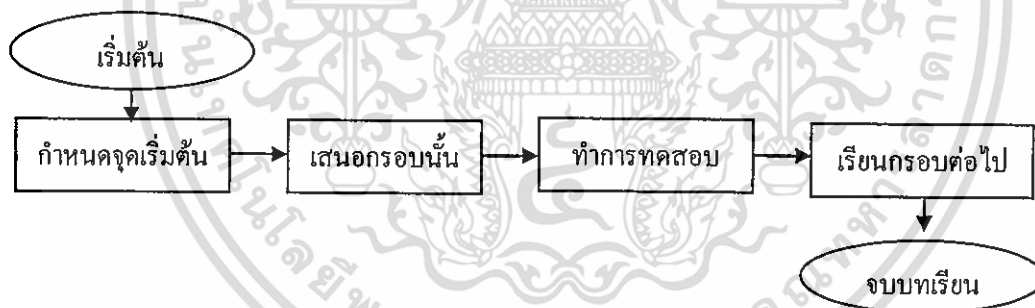 เริ่มต้น
กำหนดจุดเริ่มต้น
เสนอกรอบนั้น
ทำการทดสอบ
เรียนกรอบต่อไป
จบบทเรียน